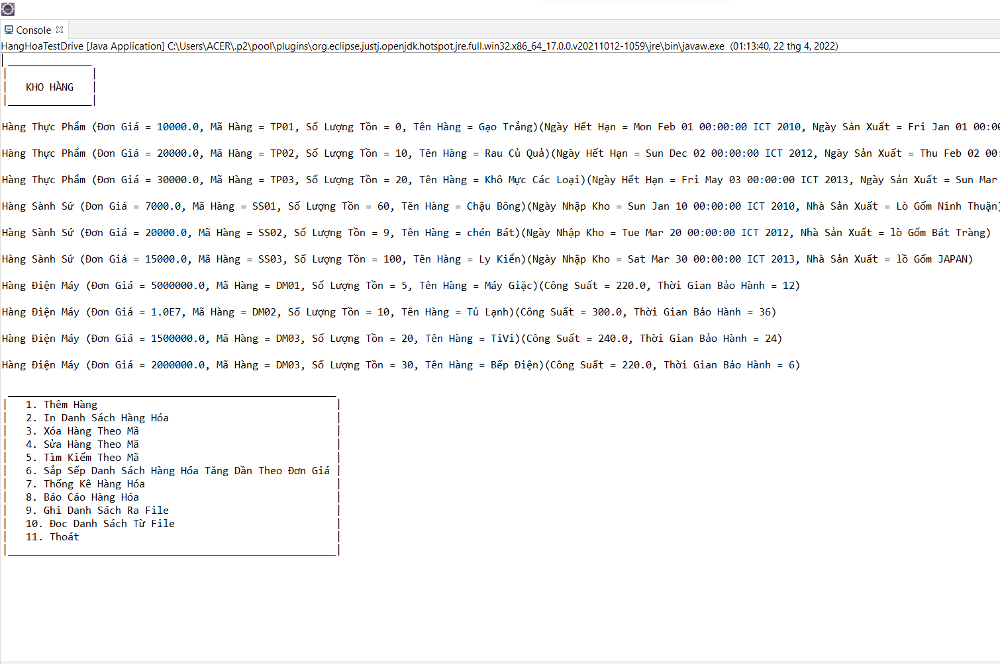 Console
HangHoaTestDrive [Java Application] C:\Users\ACER\.p2\pool\plugins\org.eclipse.justj.openjdk.hotspot.jre.full.win32.x86_64_17.0.0.v20211012-1059\jre\bin\javaw.exe (01:13:40, 22 thg 4, 2022)
KHO HÀNG
Hàng Thực Phẩm (Đơn Giá = 10000.0, Mã Hàng = TP01, Số Lượng Tồn = 0, Tên Hàng = Gạo Trắng)(Ngày Hết Hạn = Mon Feb 01 00:00:00 ICT 2010, Ngày Sản Xuất = Fri Jan 01 00:00
Hàng Thực Phẩm (Đơn Giá = 20000.0, Mã Hàng = TP02, Số Lượng Tồn = 10, Tên Hàng = Rau Củ Quả)(Ngày Hết Hạn = Sun Dec 02 00:00:00 ICT 2012, Ngày Sản Xuất = Thu Feb 02 00:
Hàng Thực Phẩm (Đơn Giá = 30000.0, Mã Hàng = TP03, Số Lượng Tồn = 20, Tên Hàng = Khô Mực Các Loại)(Ngày Hết Hạn = Fri May 03 00:00:00 ICT 2013, Ngày Sản Xuất = Sun Mar
Hàng Sành Sứ (Đơn Giá = 7000.0, Mã Hàng = SS01, Số Lượng Tồn = 60, Tên Hàng = Chậu Bông)(Ngày Nhập Kho = Sun Jan 10 00:00:00 ICT 2010, Nhà Sản Xuất = Lò Gốm Ninh Thuận)
Hàng Sành Sứ (Đơn Giá = 20000.0, Mã Hàng = SS02, Số Lượng Tồn = 9, Tên Hàng = chén Bát)(Ngày Nhập Kho = Tue Mar 20 00:00:00 ICT 2012, Nhà Sản Xuất = lò Gốm Bát Tràng)
Hàng Sành Sứ (Đơn Giá = 15000.0, Mã Hàng = SS03, Số Lượng Tồn = 100, Tên Hàng = Ly Kiển)(Ngày Nhập Kho = Sat Mar 30 00:00:00 ICT 2013, Nhà Sản Xuất = lồ Gốm JAPAN)
Hàng Điện Máy (Đơn Giá = 5000000.0, Mã Hàng = DM01, Số Lượng Tồn = 5, Tên Hàng = Máy Giặc)(Công Suất = 220.0, Thời Gian Bảo Hành = 12)
Hàng Điện Máy (Đơn Giá = 1.0E7, Mã Hàng = DM02, Số Lượng Tồn = 10, Tên Hàng = Tủ Lạnh)(Công Suất = 300.0, Thời Gian Bảo Hành = 36)
Hàng Điện Máy (Đơn Giá = 1500000.0, Mã Hàng = DM03, Số Lượng Tồn = 20, Tên Hàng = TiVi)(Công Suất = 240.0, Thời Gian Bảo Hành = 24)
Hàng Điện Máy (Đơn Giá = 2000000.0, Mã Hàng = DM03, Số Lượng Tồn = 30, Tên Hàng = Bếp Điện)(Công Suất = 220.0, Thời Gian Bảo Hành = 6)
1. Thêm Hàng
2. In Danh Sách Hàng Hóa
3. Xóa Hàng Theo Mã
4. Sửa Hàng Theo Mã
5. Tìm Kiếm Theo Mã
6. Sắp Sếp Danh Sách Hàng Hóa Tăng Dần Theo Đơn Giá
7. Thống Kê Hàng Hóa
8. Báo Cáo Hàng Hóa
9. Ghi Danh Sách Ra File
10. Đoc Danh Sách Từ File
11. Thoát